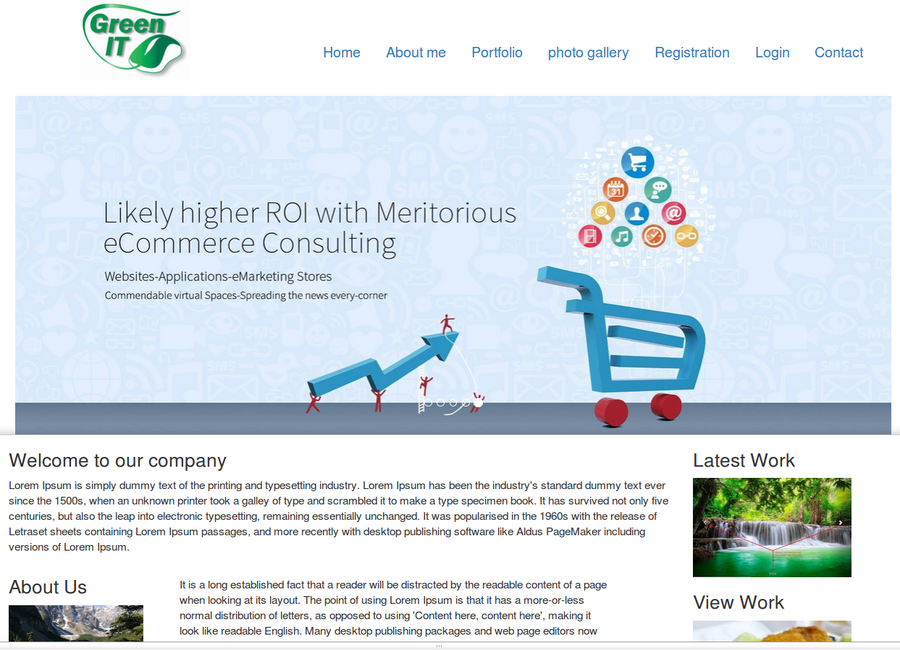 Green
IT
Home About me Portfolio photo gallery Registration Login Contact
Likely higher ROI with Meritorious
eCommerce Consulting
Websites-Applications-eMarketing Stores
Commendable virtual Spaces-Spreading the news every-corner
31
@
Welcome to our company
Lorem Ipsum is simply dummy text of the printing and typesetting industry. Lorem Ipsum has been the industry's standard dummy text ever
since the 1500s, when an unknown printer took a galley of type and scrambled it to make a type specimen book. It has survived not only five
centuries, but also the leap into electronic typesetting, remaining essentially unchanged. It was popularised in the 1960s with the release of
Letraset sheets containing Lorem Ipsum passages, and more recently with desktop publishing software like Aldus PageMaker including
versions of Lorem Ipsum.
About Us
It is a long established fact that a reader will be distracted by the readable content of a page
when looking at its layout. The point of using Lorem Ipsum is that it has a more-or-less
normal distribution of letters, as opposed to using 'Content here, content here', making it
look like readable English. Many desktop publishing packages and web page editors now
Latest Work
View Work